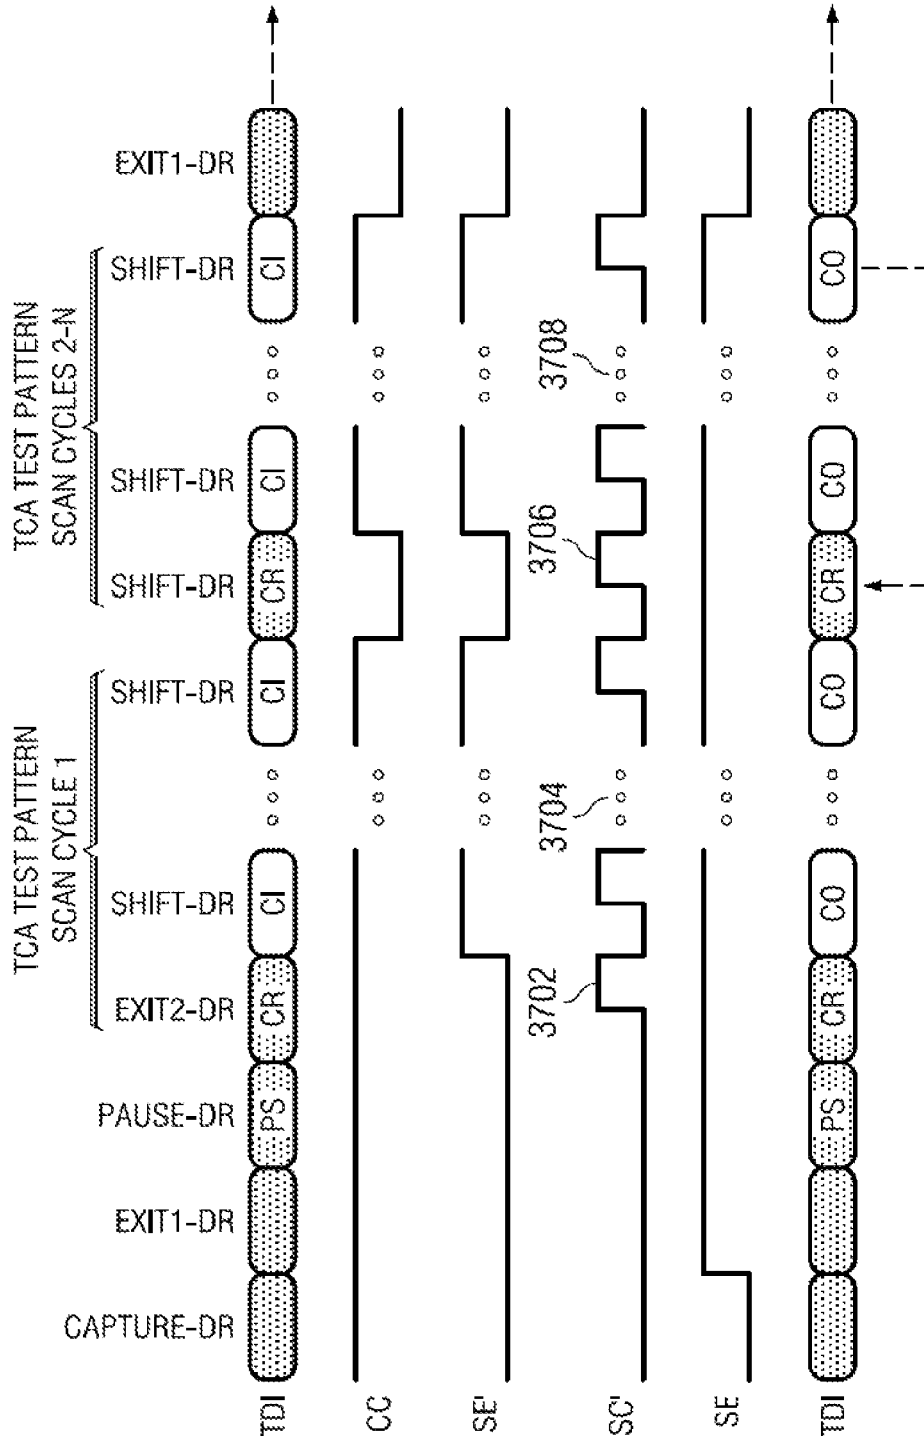 TCA TEST PATTERN
SCAN CYCLE 1
TCA TEST PATTERN
SCAN CYCLES 2-N
CAPTURE-DR
EXIT1-DR
PAUSE-DR
EXIT2-DR
SHIFT-DR
SHIFT-DR
SHIFT-DR
SHIFT-DR
SHIFT-DR
EXIT1-DR
TDI
PS
CR
CI
CI
CR
CI
CI
CC
SE'
3702
3704
3706
3708
SC'
SE
TDI
PS
CR
CO
CO
CR
CO
CO